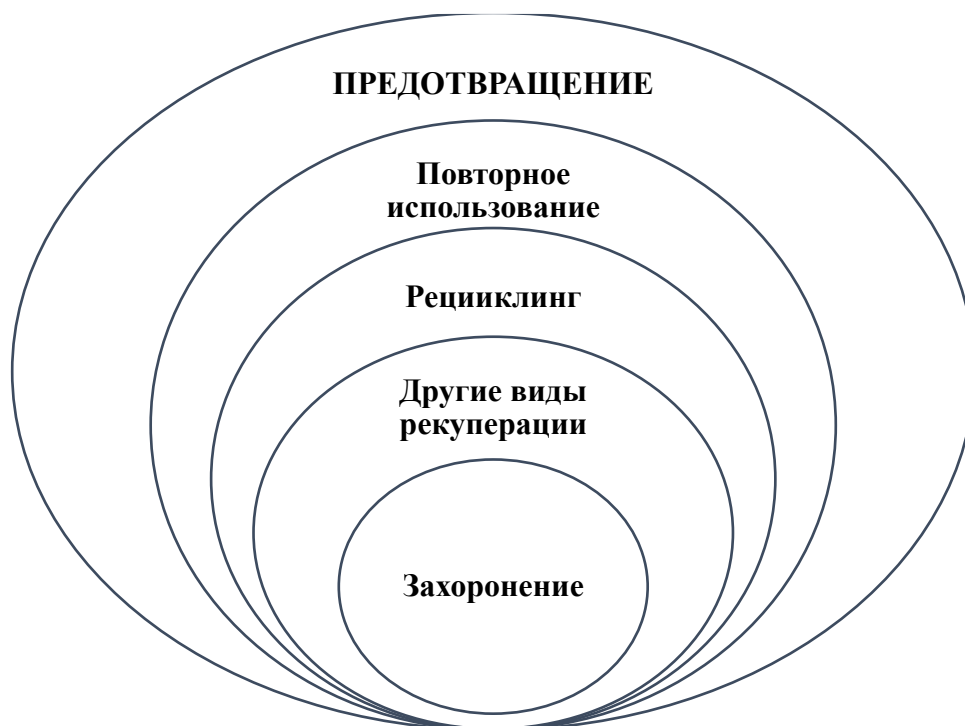 ПРЕДОТВРАЩЕНИЕ
Повторное
использование
Рецииклинг
Другие виды
рекуперации
Захоронение